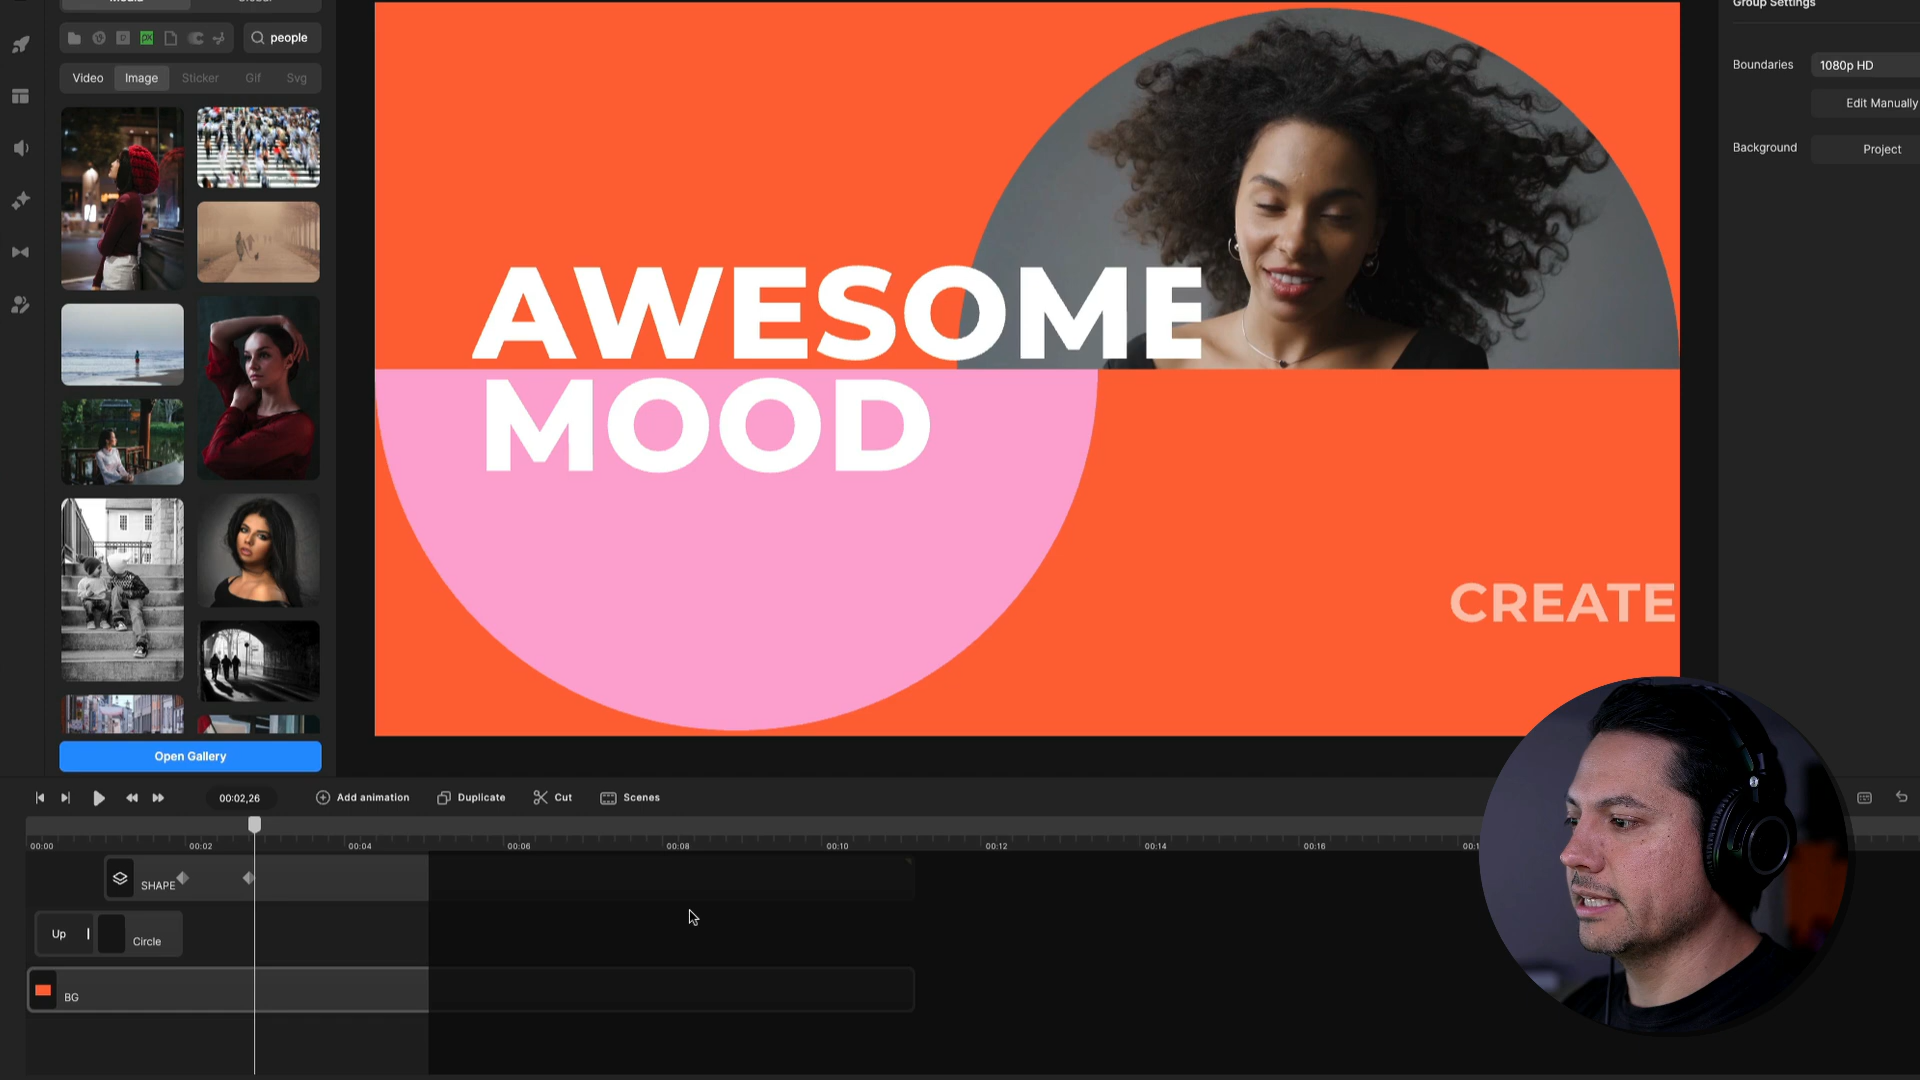 Media Global
people
Video Image Sticker Gif Svg
Open Gallery
AWESOME
MOOD
CREATE
Group Settings
Boundaries 1080p HD
Edit Manually
Background Project
00:02,26 Add animation Duplicate Cut Scenes
00:00 00:02 00:04 00:06 00:08 00:10 00:12 00:14 00:16
SHAPE
Up Circle
BG